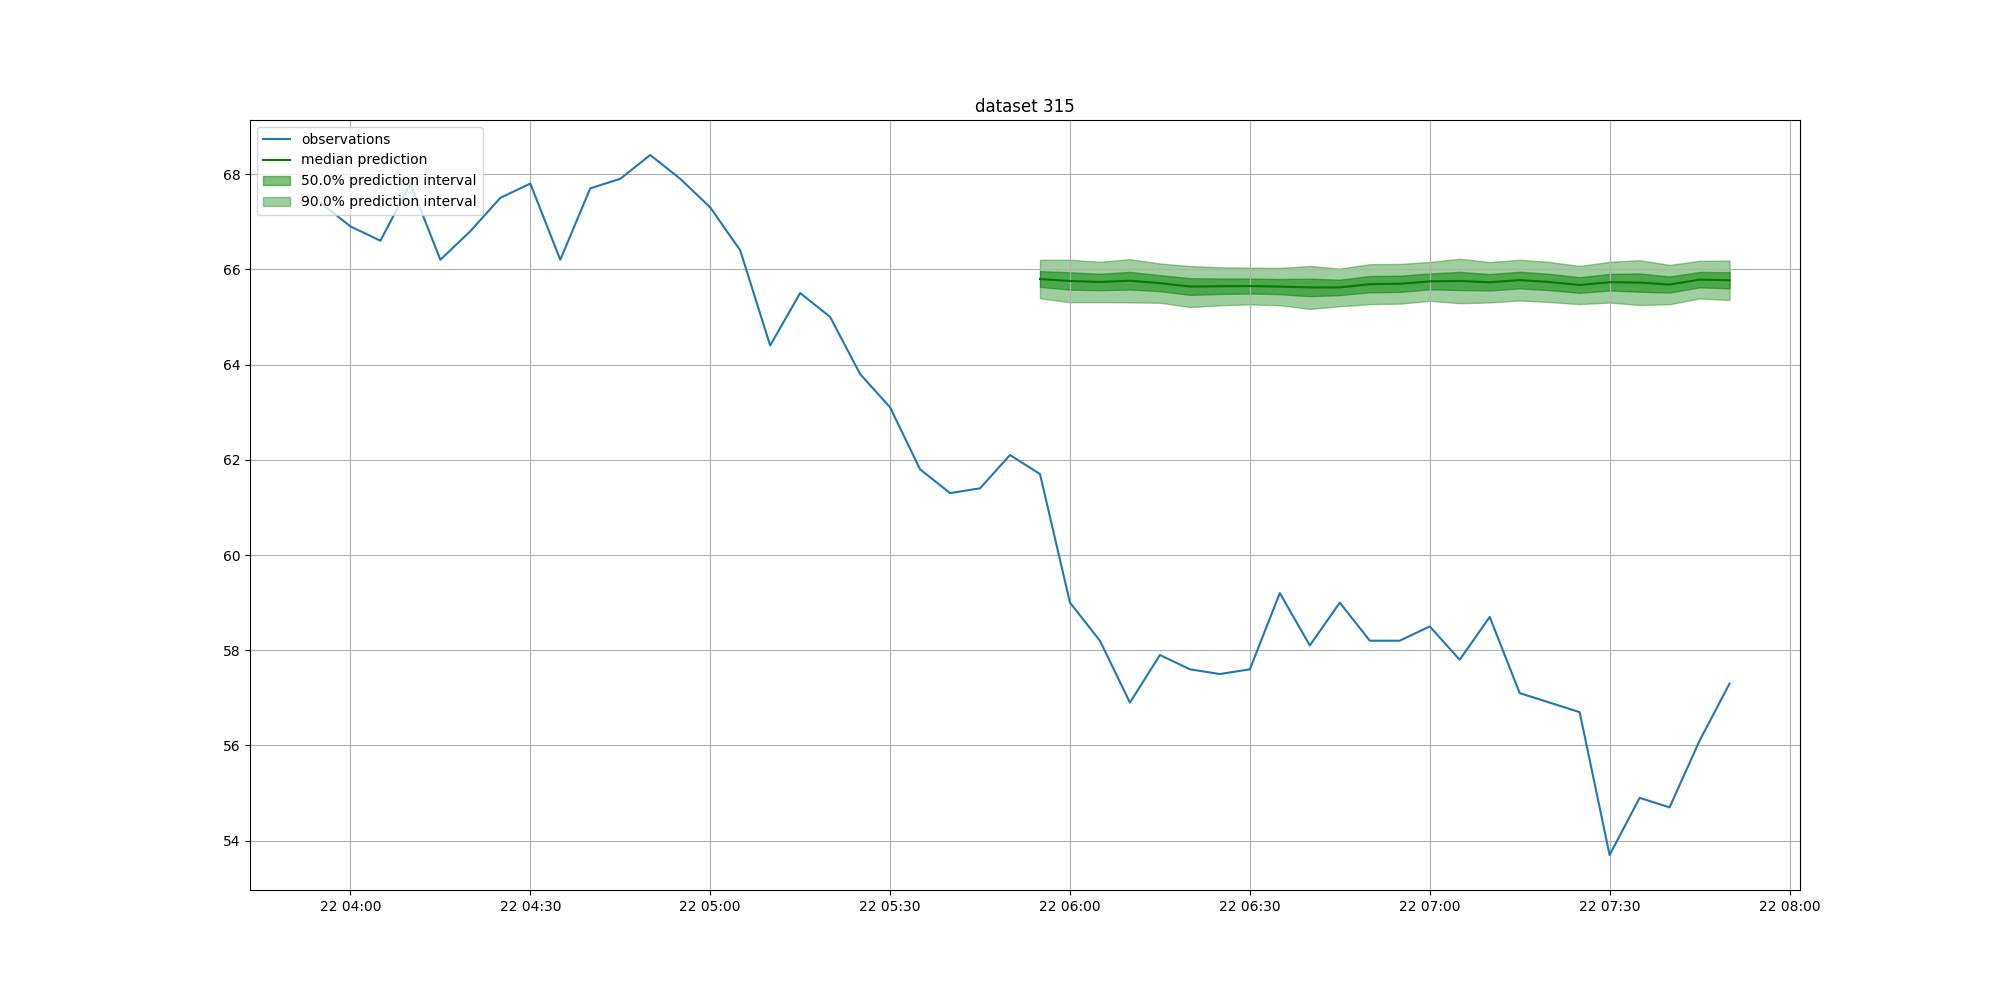 dataset 315
observations
median prediction
50.0% prediction interval
90.0% prediction interval
68
66
64
62
60
58
56
54
22 04:00 22 04:30 22 05:00 22 05:30 22 06:00 22 06:30 22 07:00 22 07:30 22 08:00